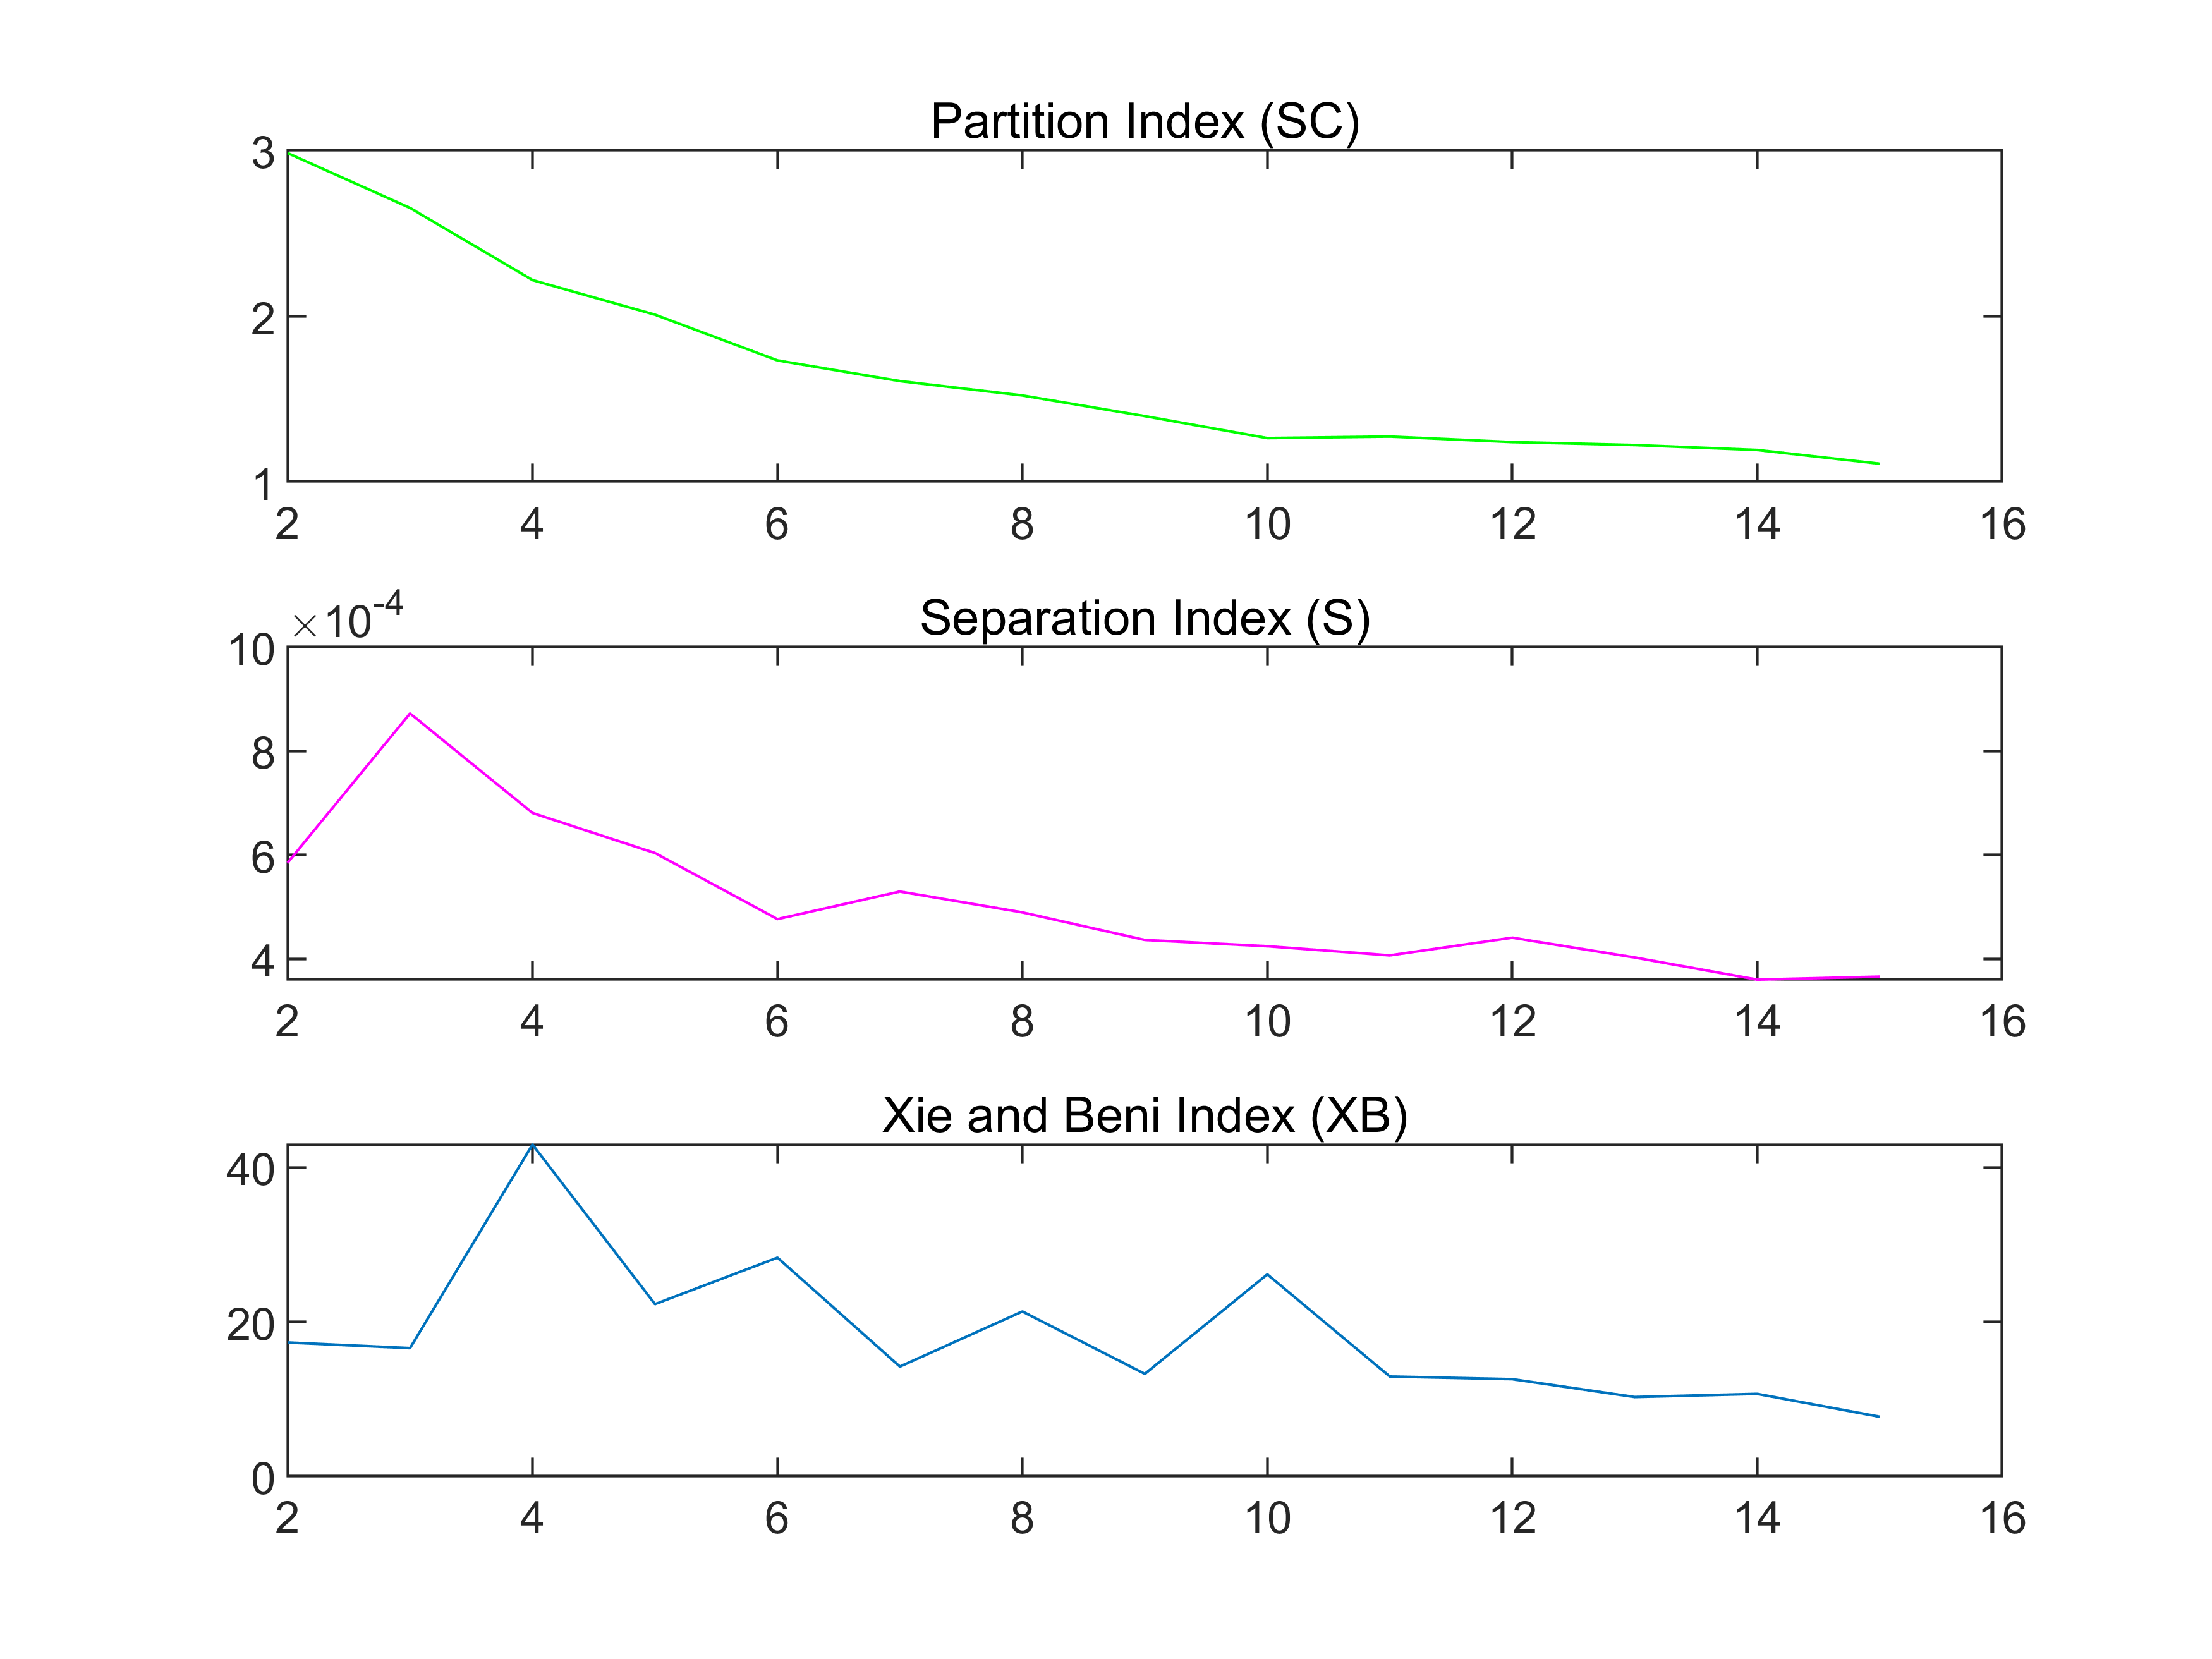 Partition Index (SC)
3
2
1
2 4 6 8 10 12 14 16
×10-4
Separation Index (S)
10
8
6
4
2 4 6 8 10 12 14 16
Xie and Beni Index (XB)
40
20
0
2 4 6 8 10 12 14 16